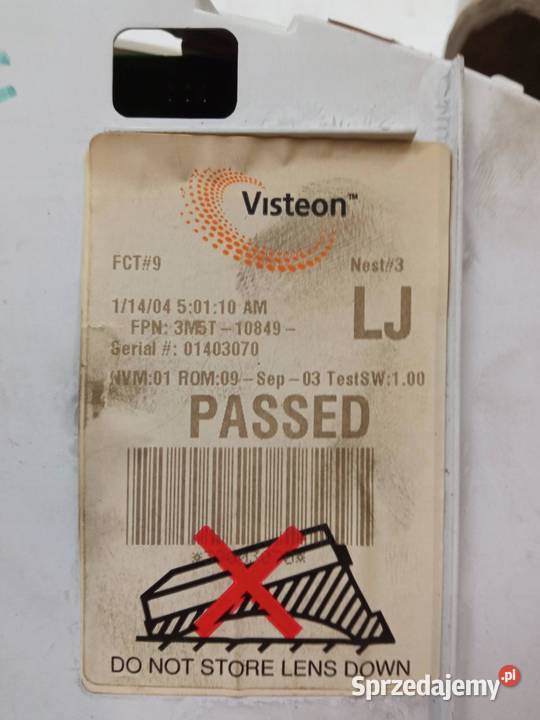 Visteon™
FCT#9 Nest#3
1/14/04 5:01:10 AM
FPN: 3M5T-10849-
LJ
Serial #: 01403070
NVM:01 ROM:09-Sep-03 TestSW:1.00
PASSED
DO NOT STORE LENS DOWN
Sprzedajemy.pl